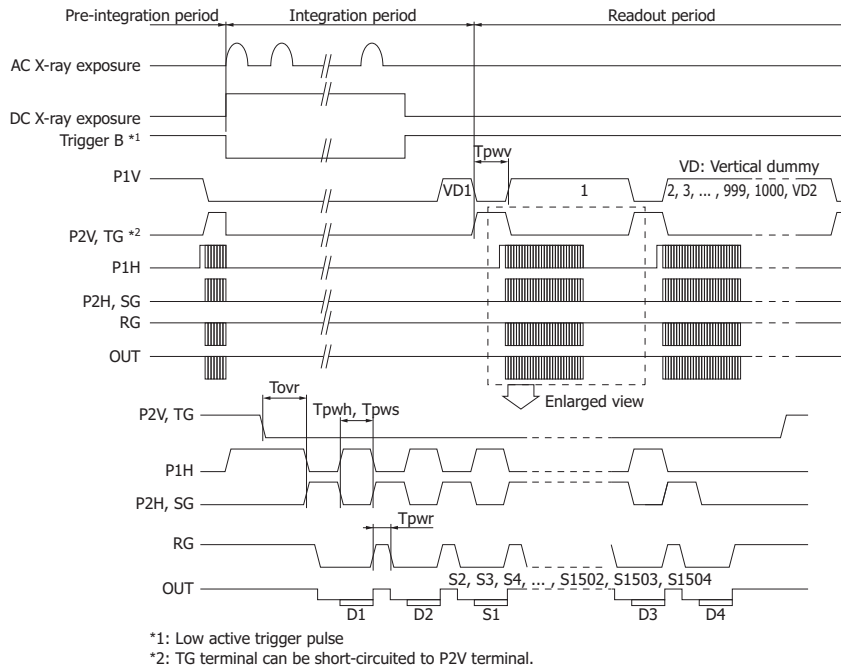 Pre-integration period Integration period Readout period
AC X-ray exposure
DC X-ray exposure
Trigger B *1
Tpwv
VD: Vertical dummy
P1V
VD1 1 2, 3, ... , 999, 1000, VD2
P2V, TG *2
P1H
P2H, SG
RG
OUT
Enlarged view
Tovr
Tpwh, Tpws
P2V, TG
P1H
P2H, SG
Tpwr
RG
S2, S3, S4, ... , S1502, S1503, S1504
OUT
D1 D2 S1 D3 D4
*1: Low active trigger pulse
*2: TG terminal can be short-circuited to P2V terminal.